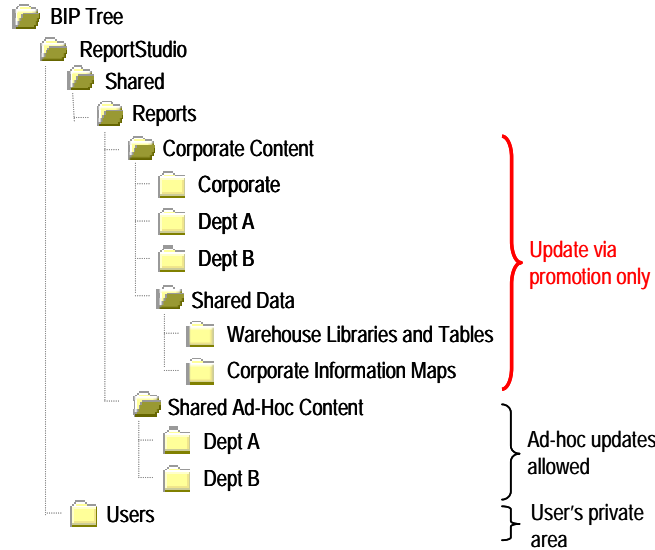 BIP Tree
ReportStudio
Shared
Reports
Corporate Content
Corporate
Dept A
Dept B
Shared Data
Warehouse Libraries and Tables
Corporate Information Maps
Shared Ad-Hoc Content
Dept A
Dept B
Users
Update via
promotion only
Ad-hoc updates
allowed
User's private
area